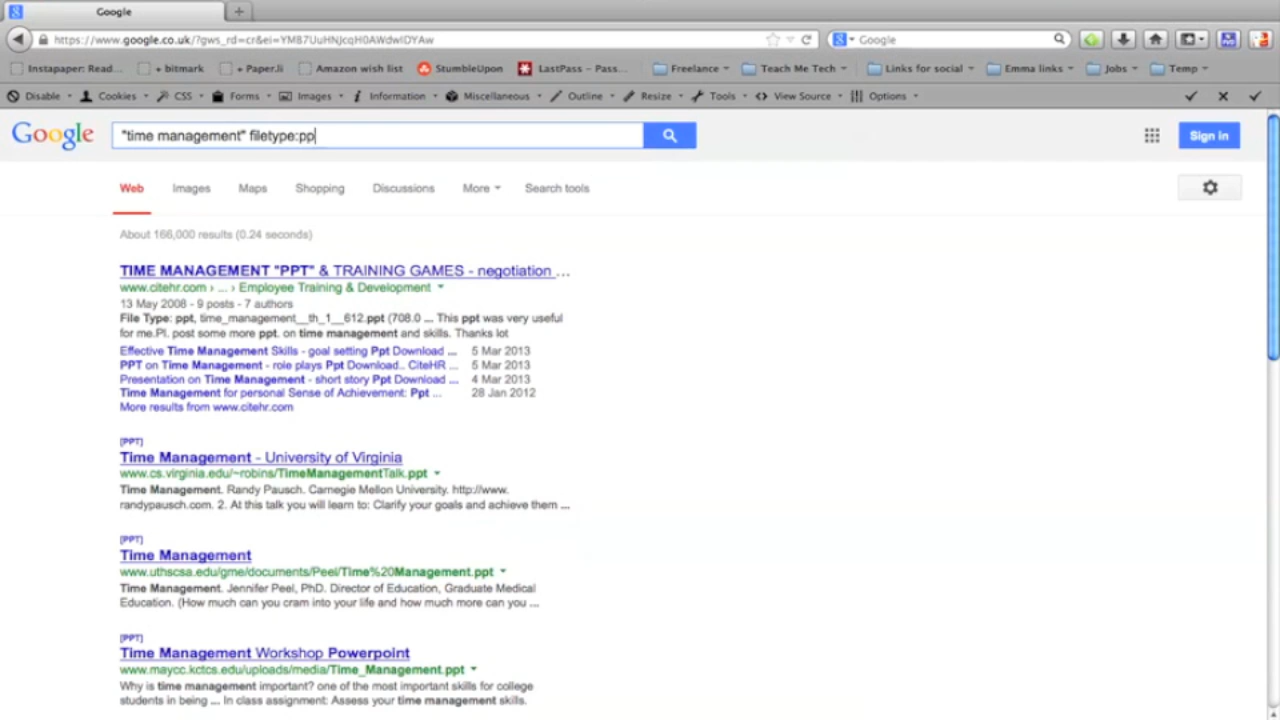 Google
https://www.google.co.uk/?gws_rd=cr&ei=YMB7UuHNJcqH0AWdwIDYAw
Google
Instapaper: Read... + bitmark + Paper.li Amazon wish list StumbleUpon LastPass – Pass... Freelance Teach Me Tech Links for social Emma links Jobs Temp
Disable Cookies CSS Forms Images Information Miscellaneous Outline Resize Tools View Source Options
Google "time management" filetype:pp Sign in
Web Images Maps Shopping Discussions More Search tools
About 166,000 results (0.24 seconds)
TIME MANAGEMENT "PPT" & TRAINING GAMES - negotiation ...
www.citehr.com › ... › Employee Training & Development
13 May 2008 - 9 posts - 7 authors
File Type: ppt, time_management__th_1__612.ppt (708.0 ... This ppt was very useful
for me.Pl. post some more ppt. on time management and skills. Thanks lot
Effective Time Management Skills - goal setting Ppt Download ... 5 Mar 2013
PPT on Time Management - role plays Ppt Download.. CiteHR ... 5 Mar 2013
Presentation on Time Management - short story Ppt Download ... 4 Mar 2013
Time Management for personal Sense of Achievement: Ppt ... 28 Jan 2012
More results from www.citehr.com
[PPT]
Time Management - University of Virginia
www.cs.virginia.edu/~robins/TimeManagementTalk.ppt
Time Management. Randy Pausch. Carnegie Mellon University. http://www.
randypausch.com. 2. At this talk you will learn to: Clarify your goals and achieve them ...
[PPT]
Time Management
www.uthscsa.edu/gme/documents/Peel/Time%20Management.ppt
Time Management. Jennifer Peel, PhD. Director of Education, Graduate Medical
Education. (How much can you cram into your life and how much more can you ...
[PPT]
Time Management Workshop Powerpoint
www.maycc.kctcs.edu/uploads/media/Time_Management.ppt
Why is time management important? one of the most important skills for college
students in being ... In class assignment: Assess your time management skills.